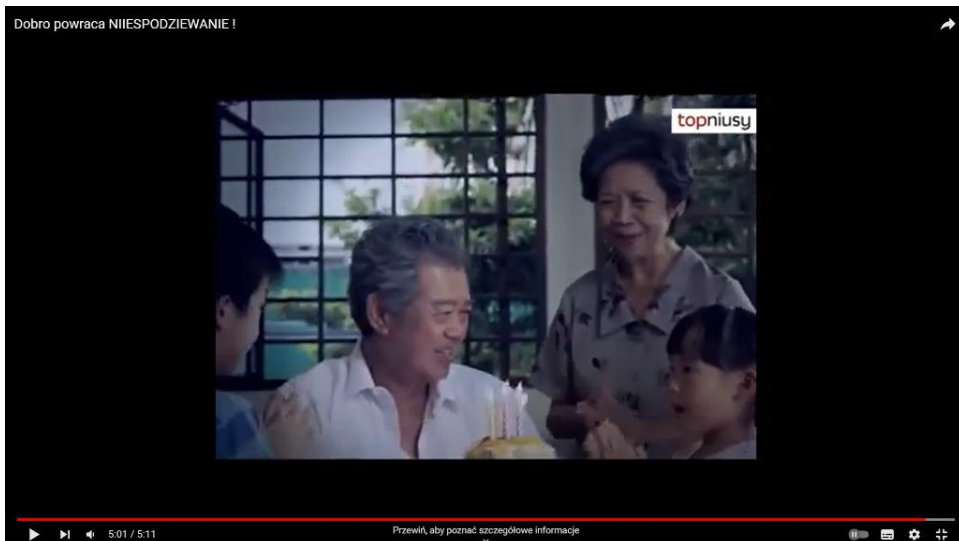 Dobro powraca NIIESPODZIEWANIE !
topniusy
5:01 / 5:11
Przewiń, aby poznać szczegółowe informacje